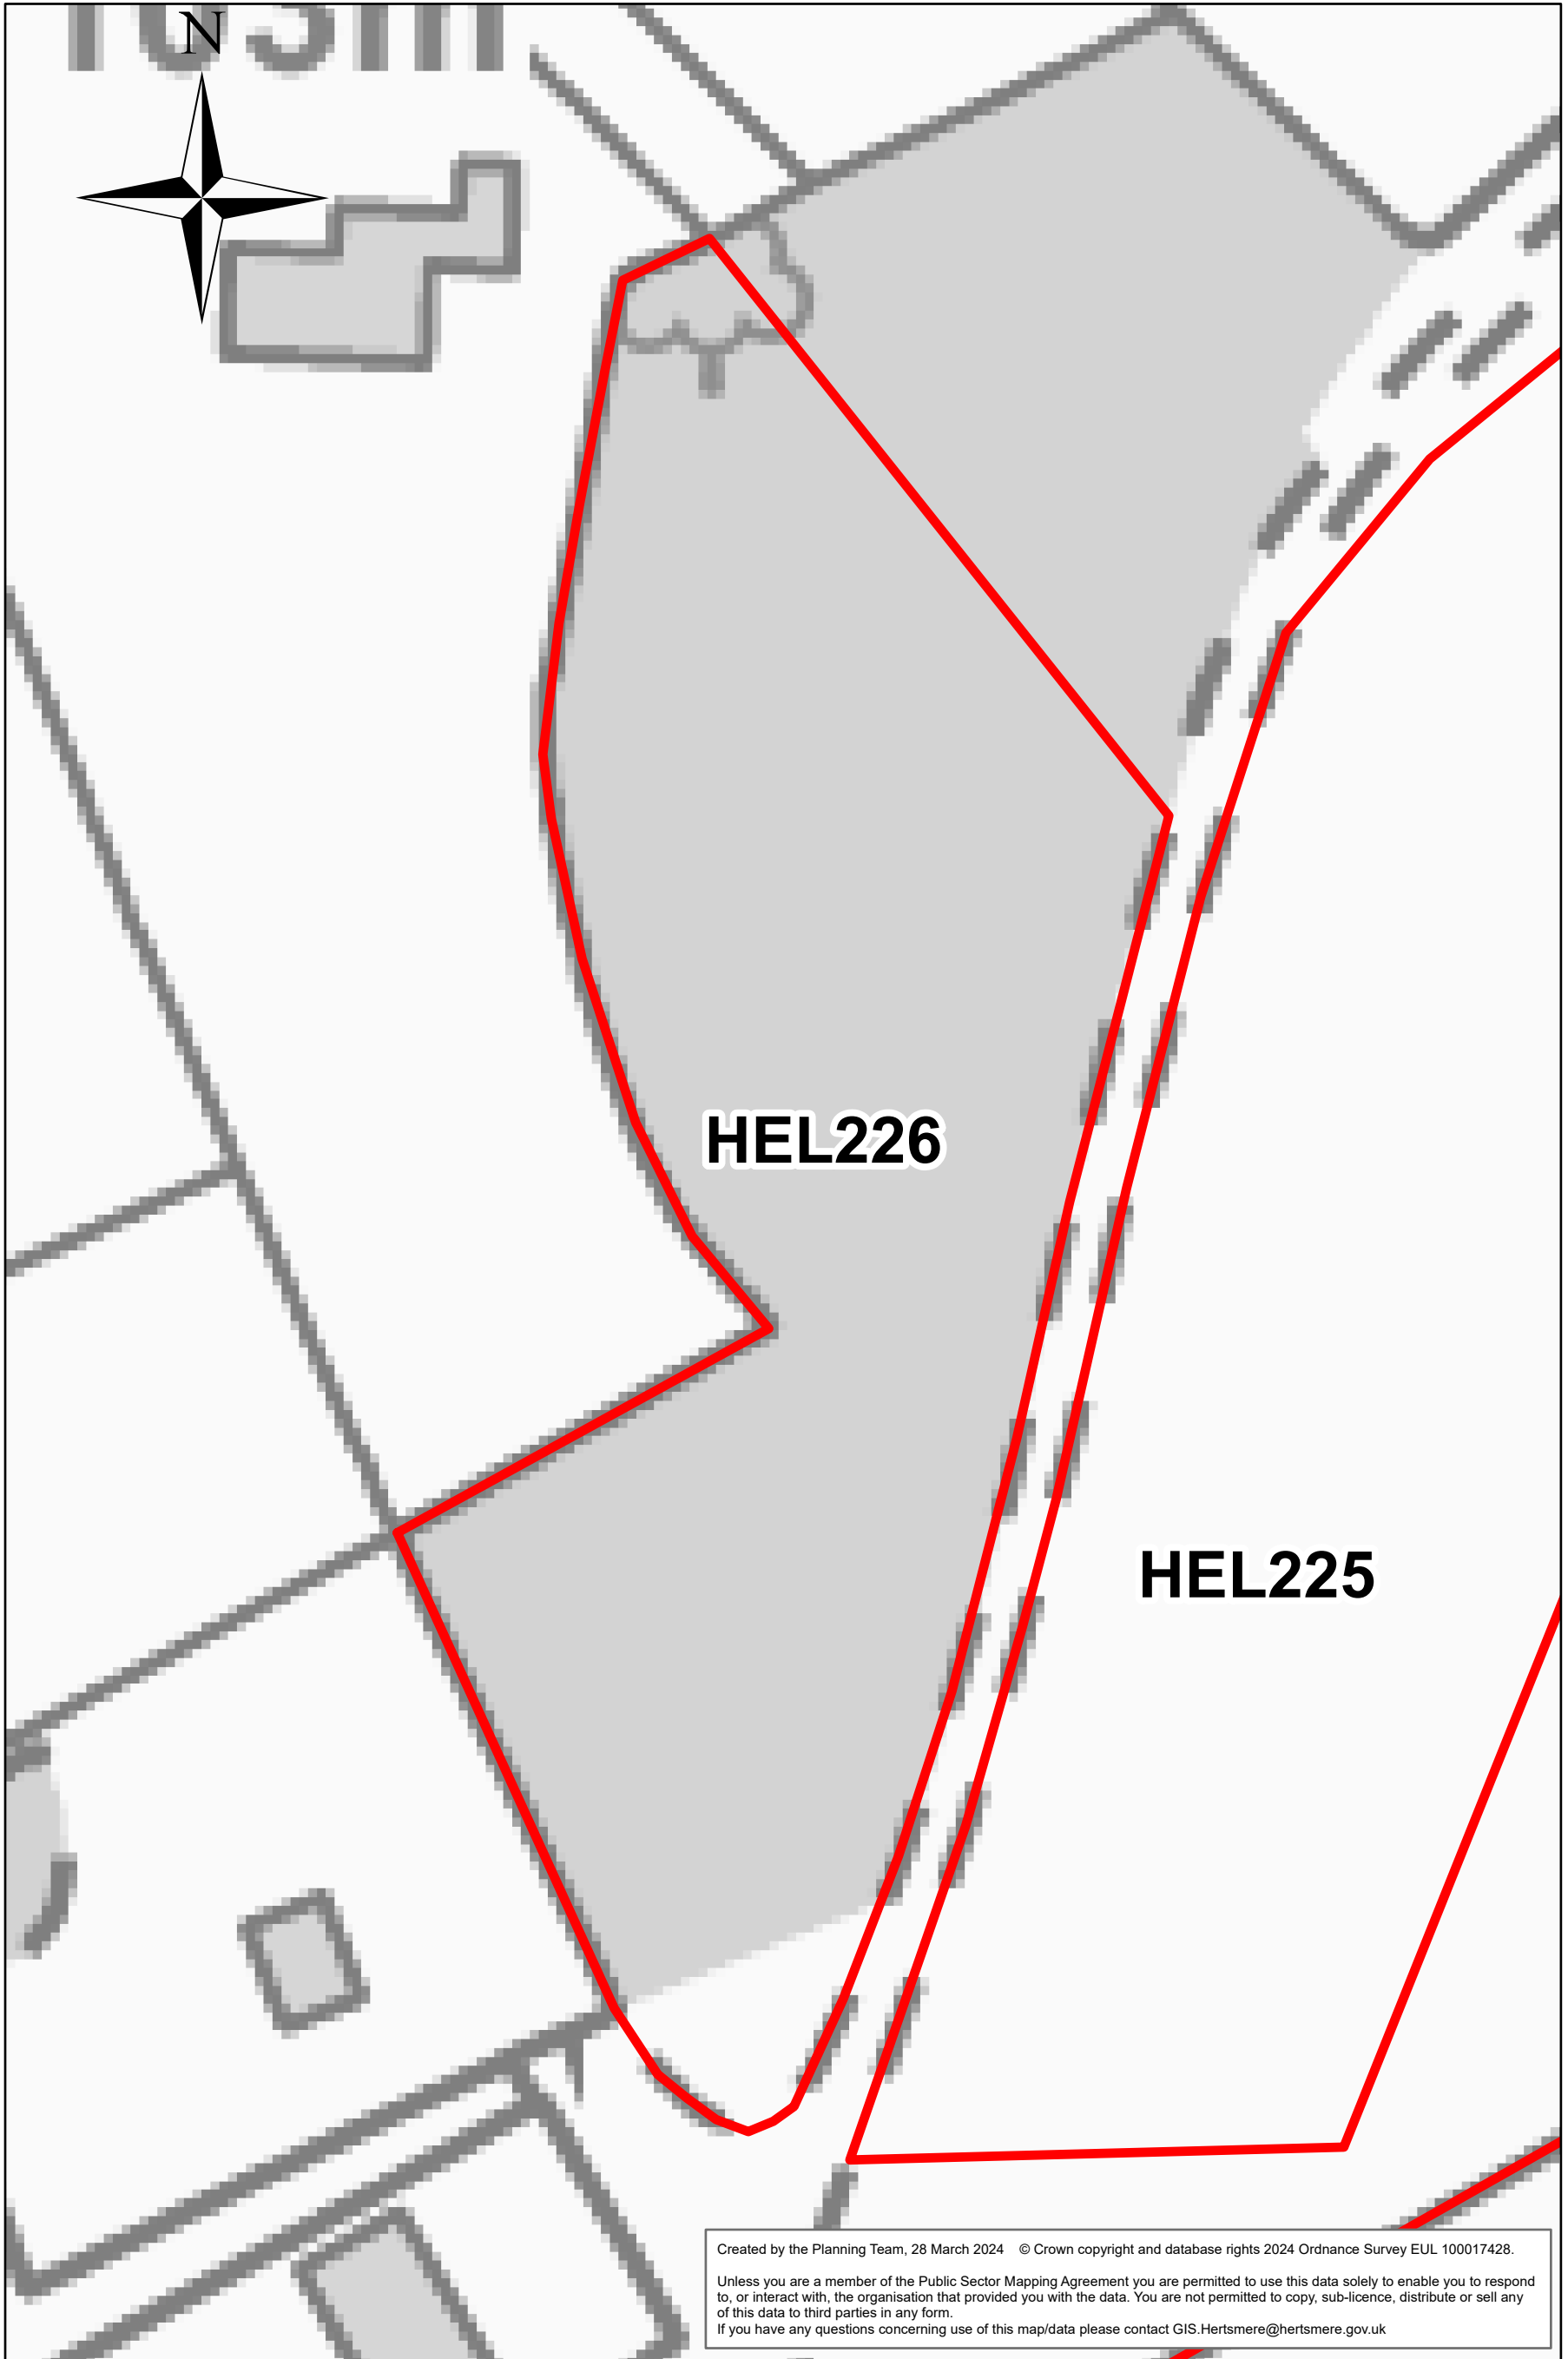 N
HEL226
HEL225
Created by the Planning Team, 28 March 2024 © Crown copyright and database rights 2024 Ordnance Survey EUL 100017428.
Unless you are a member of the Public Sector Mapping Agreement you are permitted to use this data solely to enable you to respond
to, or interact with, the organisation that provided you with the data. You are not permitted to copy, sub-licence, distribute or sell any
of this data to third parties in any form.
If you have any questions concerning use of this map/data please contact GIS.Hertsmere@hertsmere.gov.uk